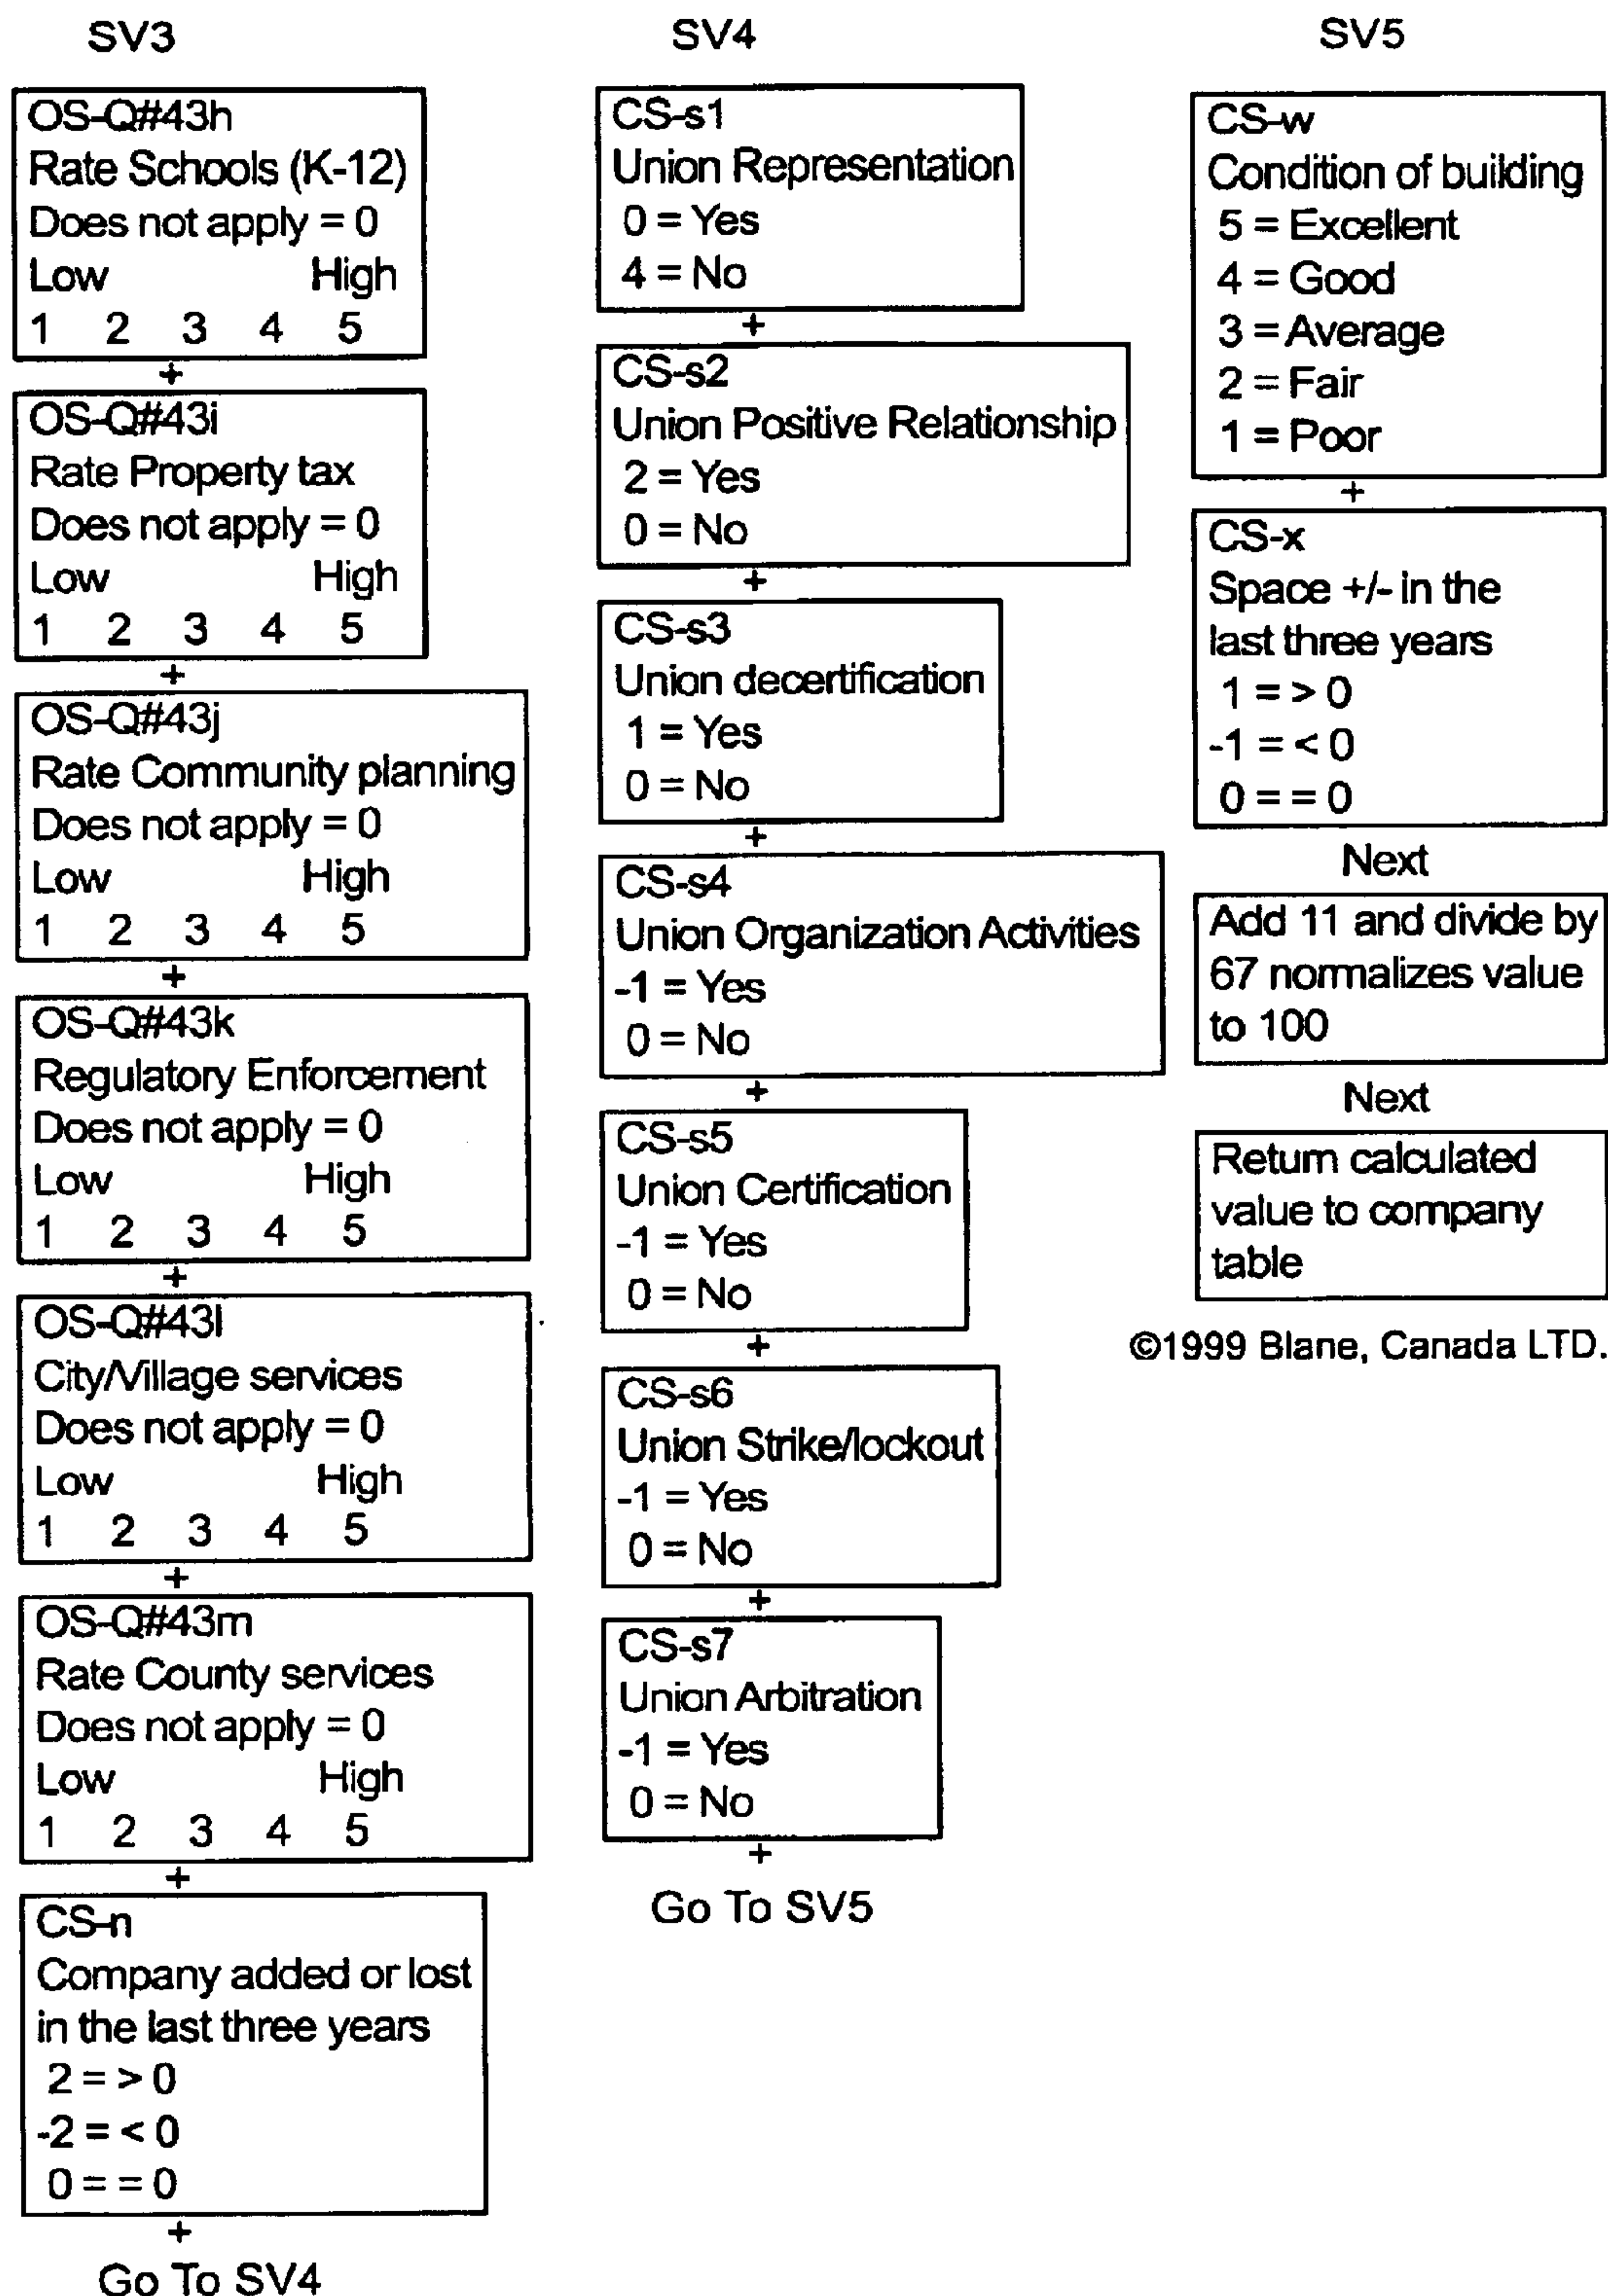 SV3
OS-Q#43h
Rate Schools (K-12)
Does not apply = 0
Low High
1 2 3 4 5
+
OS-Q#43i
Rate Property tax
Does not apply = 0
Low High
1 2 3 4 5
+
OS-Q#43j
Rate Community planning
Does not apply = 0
Low High
1 2 3 4 5
+
OS-Q#43k
Regulatory Enforcement
Does not apply = 0
Low High
1 2 3 4 5
+
OS-Q#43l
City/Village services
Does not apply = 0
Low High
1 2 3 4 5
+
OS-Q#43m
Rate County services
Does not apply = 0
Low High
1 2 3 4 5
+
CS-n
Company added or lost
in the last three years
2 = > 0
-2 = < 0
0 = = 0
+
Go To SV4
SV4
CS-s1
Union Representation
0 = Yes
4 = No
+
CS-s2
Union Positive Relationship
2 = Yes
0 = No
+
CS-s3
Union decertification
1 = Yes
0 = No
+
CS-s4
Union Organization Activities
-1 = Yes
0 = No
+
CS-s5
Union Certification
-1 = Yes
0 = No
+
CS-s6
Union Strike/lockout
-1 = Yes
0 = No
+
CS-s7
Union Arbitration
-1 = Yes
0 = No
+
Go To SV5
SV5
CS-w
Condition of building
5 = Excellent
4 = Good
3 = Average
2 = Fair
1 = Poor
+
CS-x
Space +/- in the
last three years
1 = > 0
-1 = < 0
0 = = 0
Next
Add 11 and divide by
67 normalizes value
to 100
Next
Return calculated
value to company
table
©1999 Blane, Canada LTD.